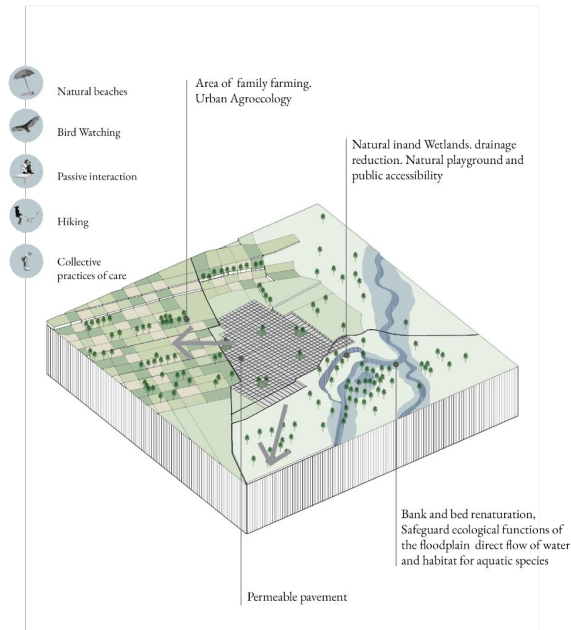 Natural beaches
Bird Watching
Passive interaction
Hiking
Collective
practices of care
Area of family farming.
Urban Agroecology
Natural inand Wetlands. drainage
reduction. Natural playground and
public accessibility
Bank and bed renaturation,
Safeguard ecological functions of
the floodplain direct flow of water
and habitat for aquatic species
Permeable pavement